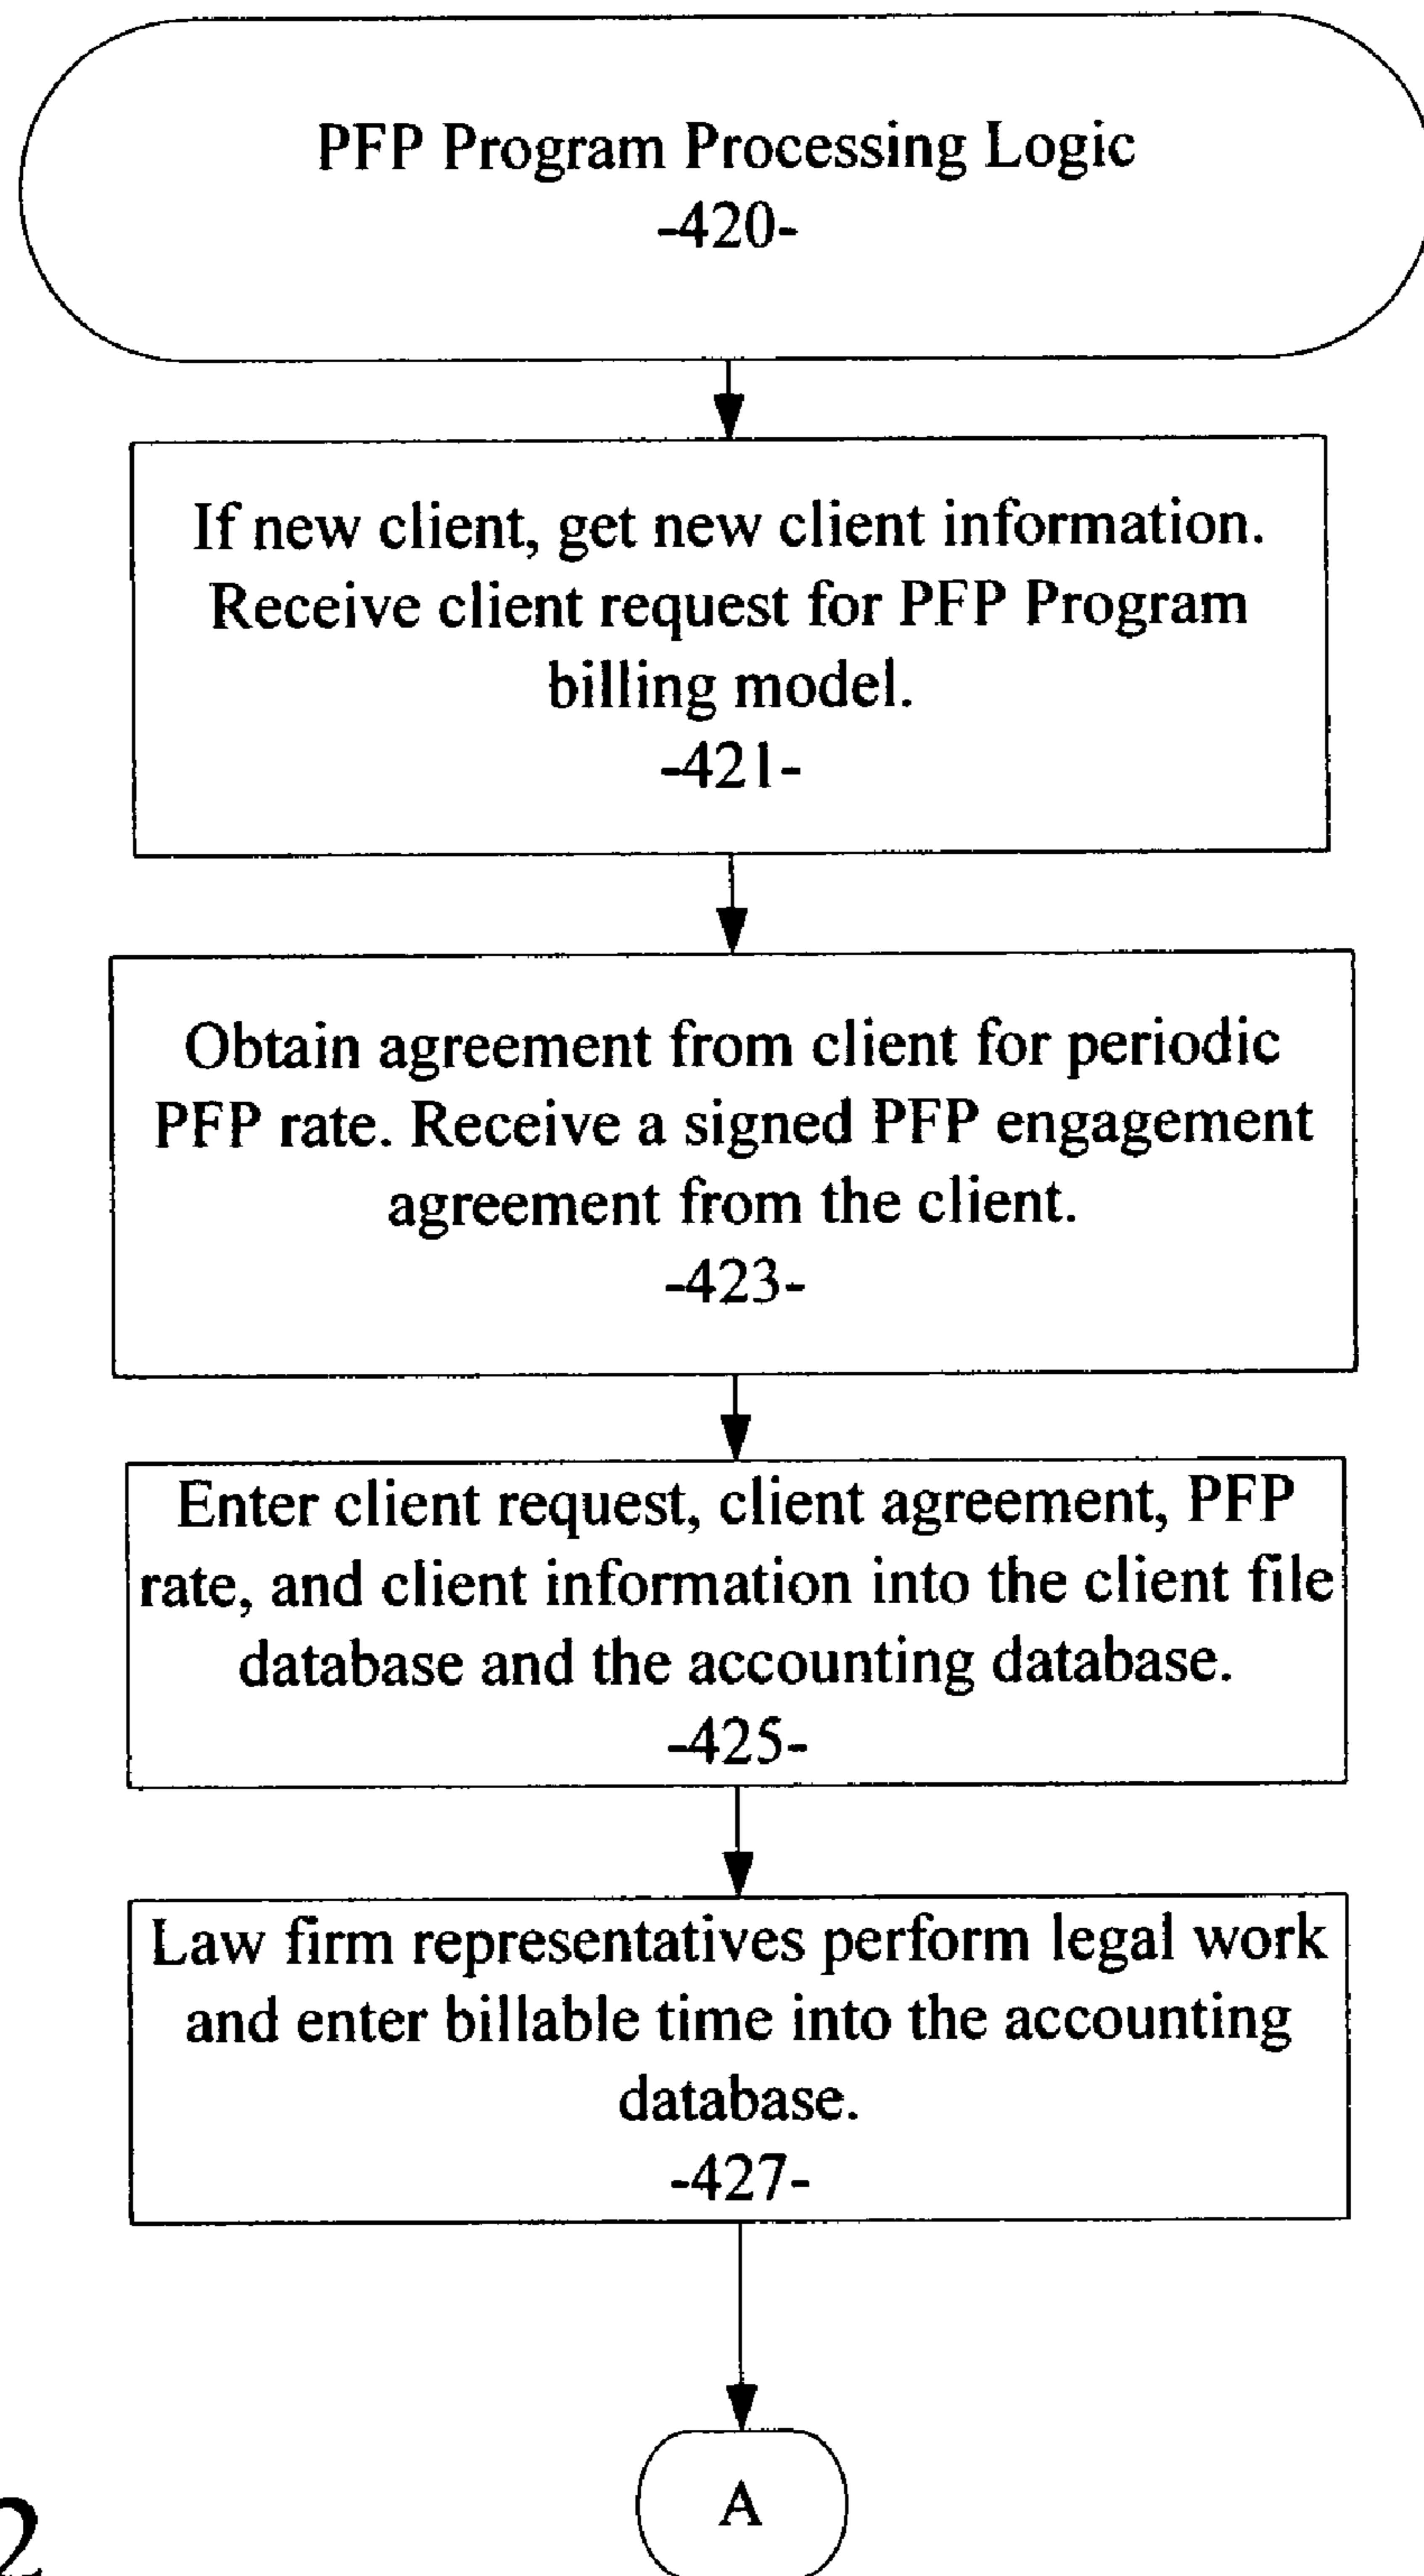 PFP Program Processing Logic
-420-
If new client, get new client information.
Receive client request for PFP Program
billing model.
-421-
Obtain agreement from client for periodic
PFP rate. Receive a signed PFP engagement
agreement from the client.
-423-
Enter client request, client agreement, PFP
rate, and client information into the client file
database and the accounting database.
-425-
Law firm representatives perform legal work
and enter billable time into the accounting
database.
-427-
A
2